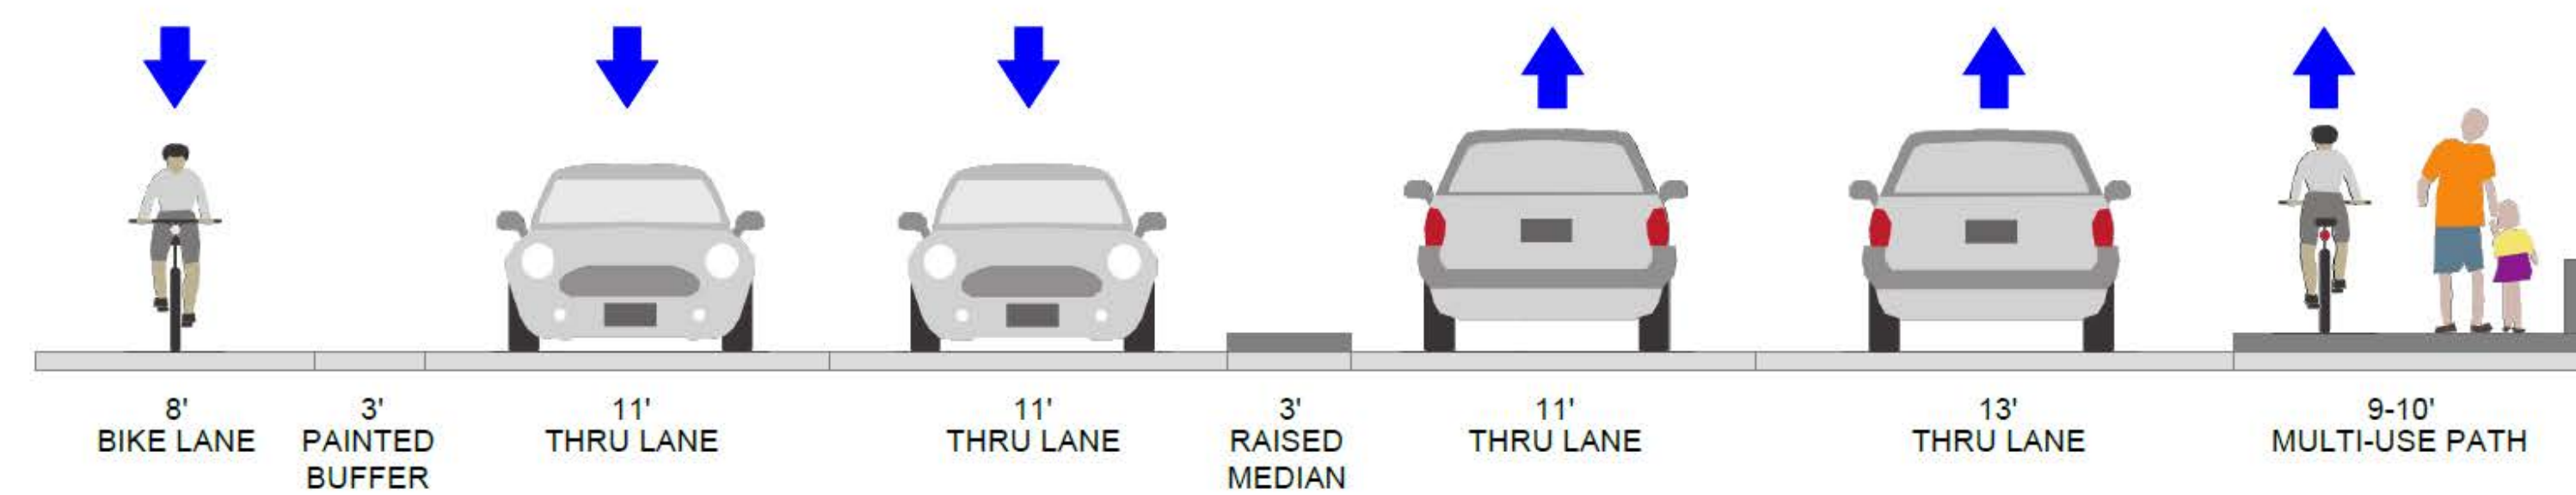 8'
BIKE LANE
3'
PAINTED
BUFFER
11'
THRU LANE
11'
THRU LANE
3'
RAISED
MEDIAN
11'
THRU LANE
13'
THRU LANE
9-10'
MULTI-USE PATH